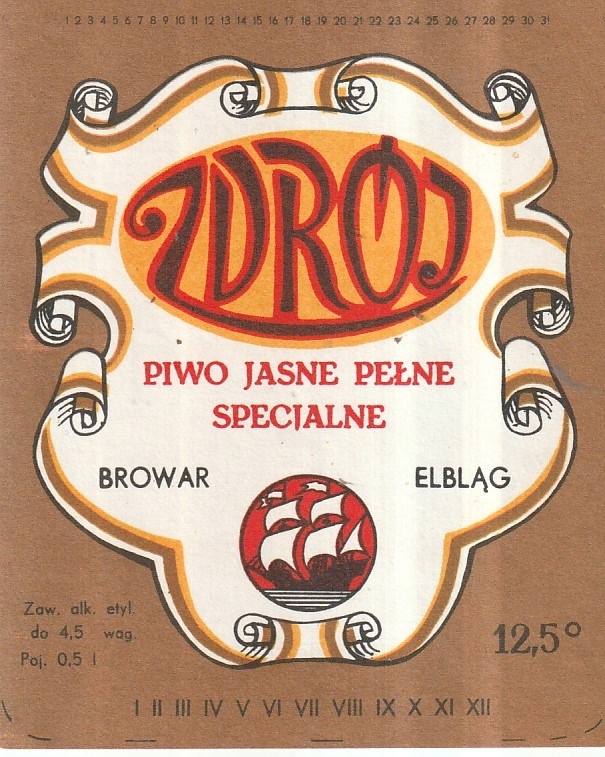 1 2 3 4 5 6 7 8 9 10 11 12 13 14 15 16 17 18 19 20 21 22 23 24 25 26 27 28 29 30 31
ZDRÓJ
PIWO JASNE PEŁNE
SPECJALNE
BROWAR ELBLĄG
Zaw. alk. etyl.
do 4,5 wag.
Poj. 0,5 l
12,5°
I II III IV V VI VII VIII IX X XI XII